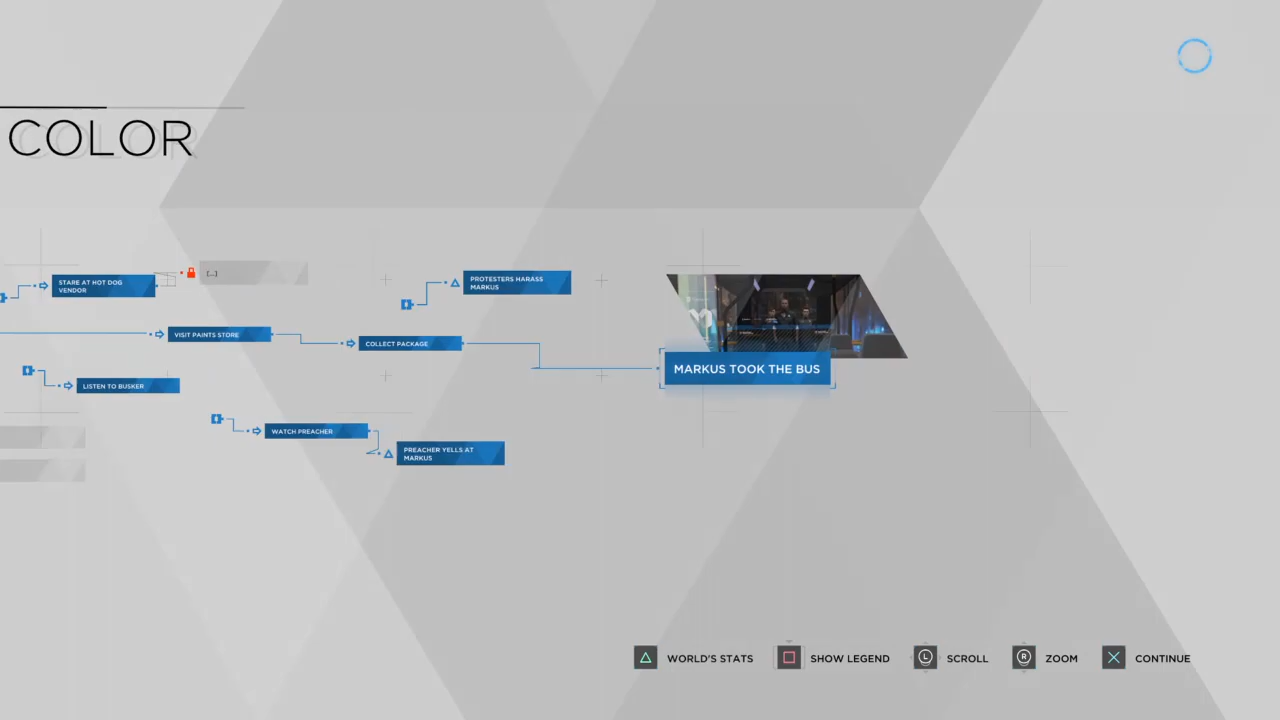 COLOR
STARE AT HOT DOG
VENDOR
[...]
PROTESTERS HARASS
MARKUS
VISIT PAINTS STORE
COLLECT PACKAGE
MARKUS TOOK THE BUS
LISTEN TO BUSKER
WATCH PREACHER
PREACHER YELLS AT
MARKUS
WORLD'S STATS
SHOW LEGEND
L
SCROLL
R
ZOOM
CONTINUE